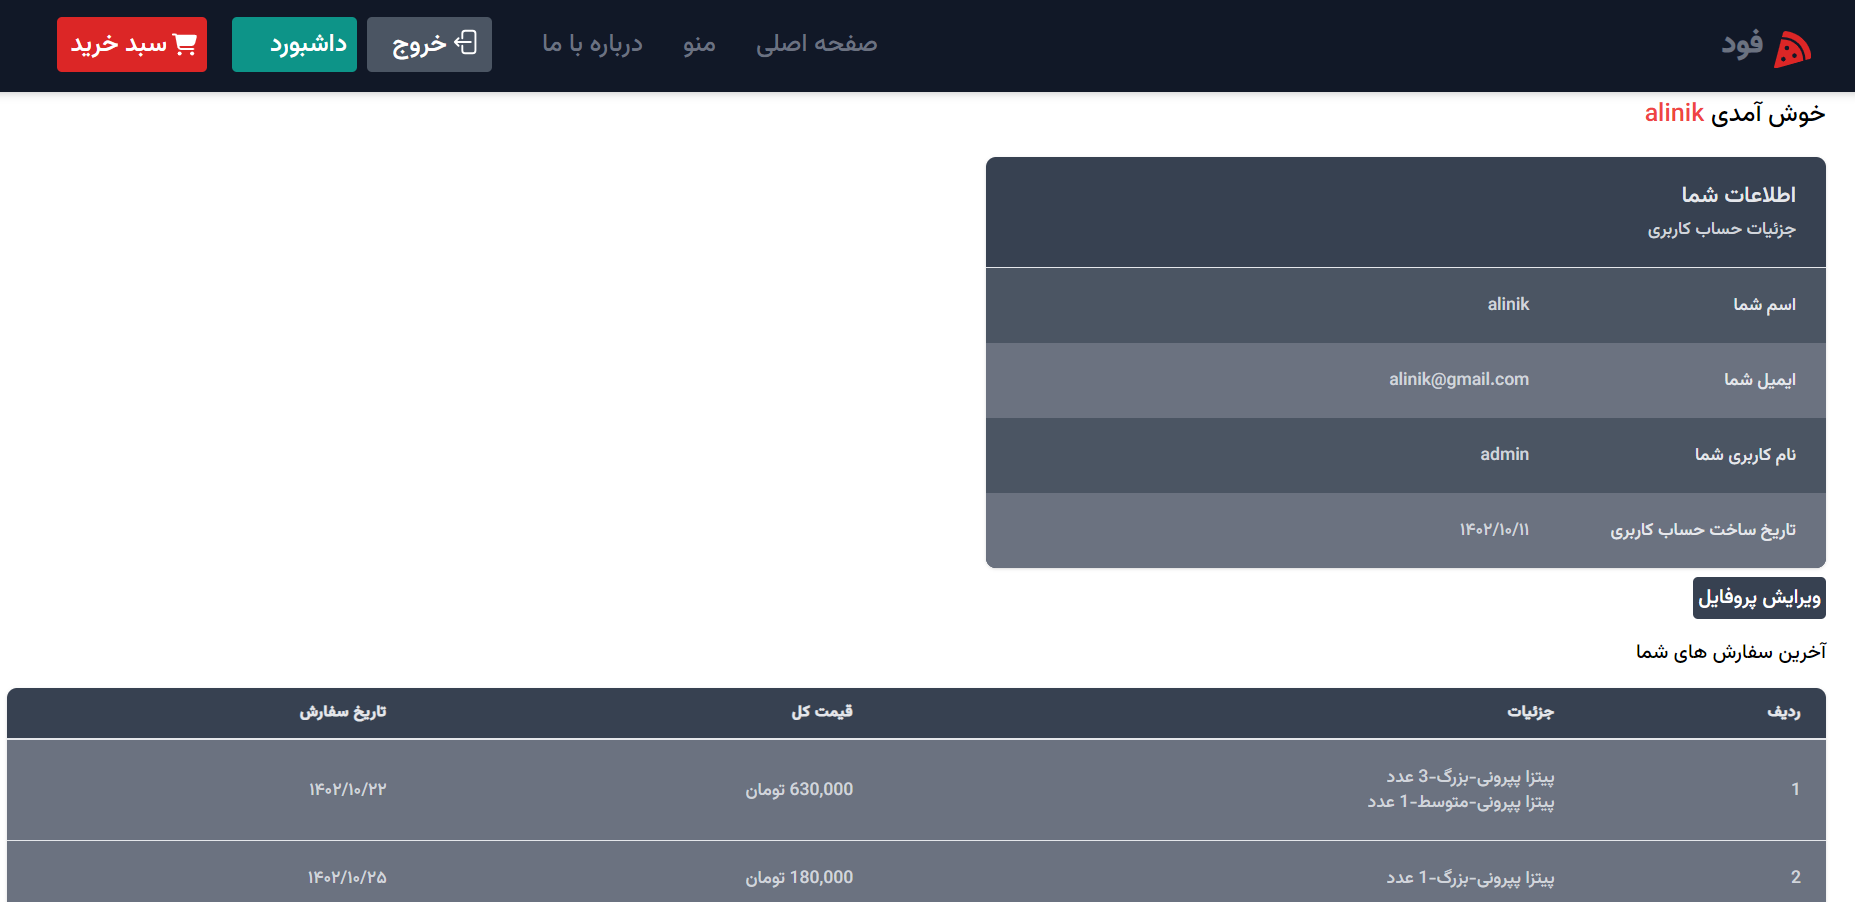 فود
صفحه اصلی
منو
درباره با ما
خروج
داشبورد
سبد خرید
خوش آمدی alinik
اطلاعات شما
جزئیات حساب کاربری
اسم شما alinik
ایمیل شما alinik@gmail.com
نام کاربری شما admin
تاریخ ساخت حساب کاربری ۱۴۰۲/۱۰/۱۱
ویرایش پروفایل
آخرین سفارش های شما
ردیف جزئیات قیمت کل تاریخ سفارش
1 پیتزا پپرونی-بزرگ-3 عدد 630,000 تومان ۱۴۰۲/۱۰/۲۲
پیتزا پپرونی-متوسط-1 عدد
2 پیتزا پپرونی-بزرگ-1 عدد 180,000 تومان ۱۴۰۲/۱۰/۲۵